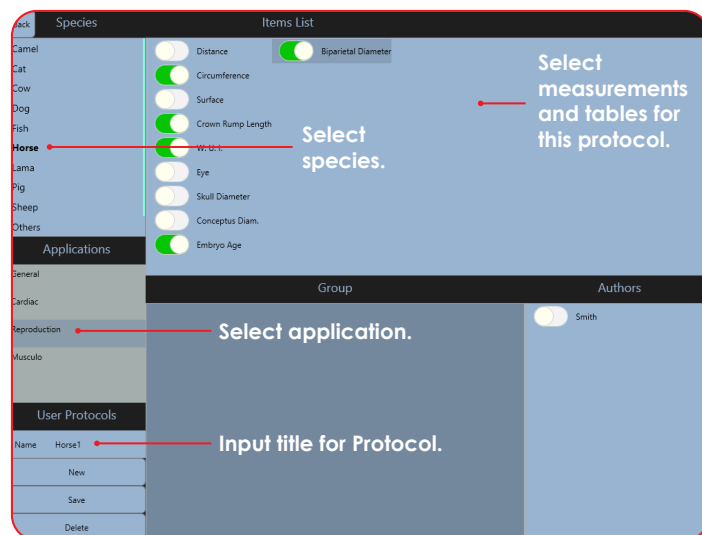 Back
Species
Camel
Cat
Cow
Dog
Fish
Horse
Lama
Pig
Sheep
Others
Applications
General
Cardiac
Reproduction
Musculo
User Protocols
Name Horse1
New
Save
Delete
Items List
Distance
Circumference
Surface
Crown Rump Length
W. U. I.
Eye
Skull Diameter
Conceptus Diam.
Embryo Age
Biparietal Diameter
Select
species.
Select
measurements
and tables for
this protocol.
Group
Select application.
Input title for Protocol.
Authors
Smith